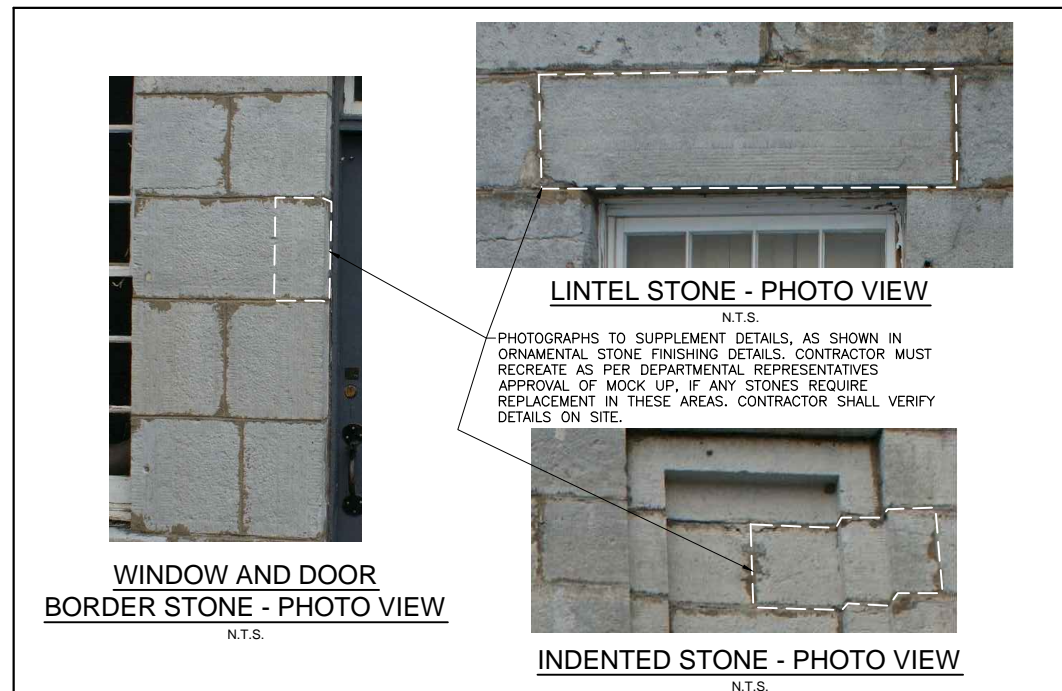 LINTEL STONE - PHOTO VIEW
N.T.S.
PHOTOGRAPHS TO SUPPLEMENT DETAILS, AS SHOWN IN
ORNAMENTAL STONE FINISHING DETAILS. CONTRACTOR MUST
RECREATE AS PER DEPARTMENTAL REPRESENTATIVES
APPROVAL OF MOCK UP, IF ANY STONES REQUIRE
REPLACEMENT IN THESE AREAS. CONTRACTOR SHALL VERIFY
DETAILS ON SITE.
WINDOW AND DOOR
BORDER STONE - PHOTO VIEW
N.T.S.
INDENTED STONE - PHOTO VIEW
N.T.S.